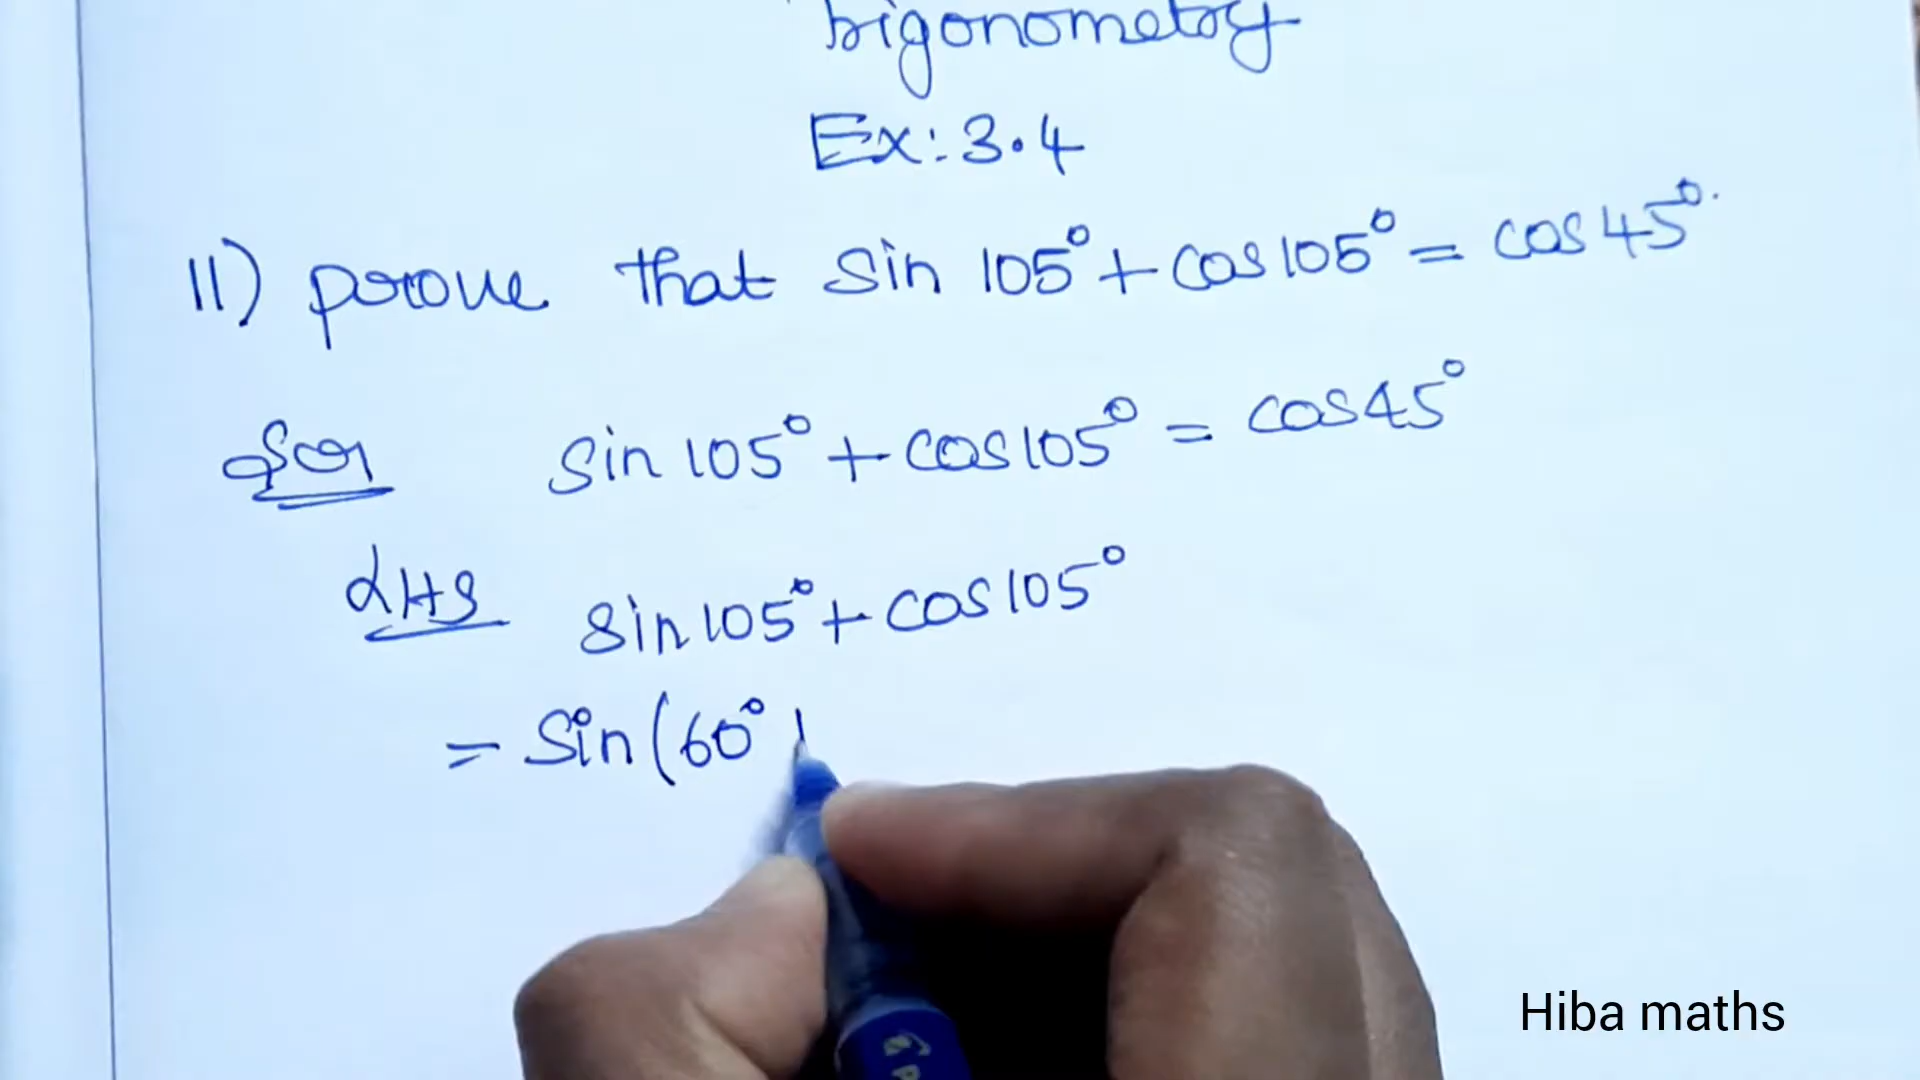 Trigonometry
Ex: 3.4
11) prove that sin 105° + cos 105° = cos 45°.
Sol
sin 105° + cos 105° = cos 45°
LHS sin 105° + cos 105°
= Sin (60°
Hiba maths